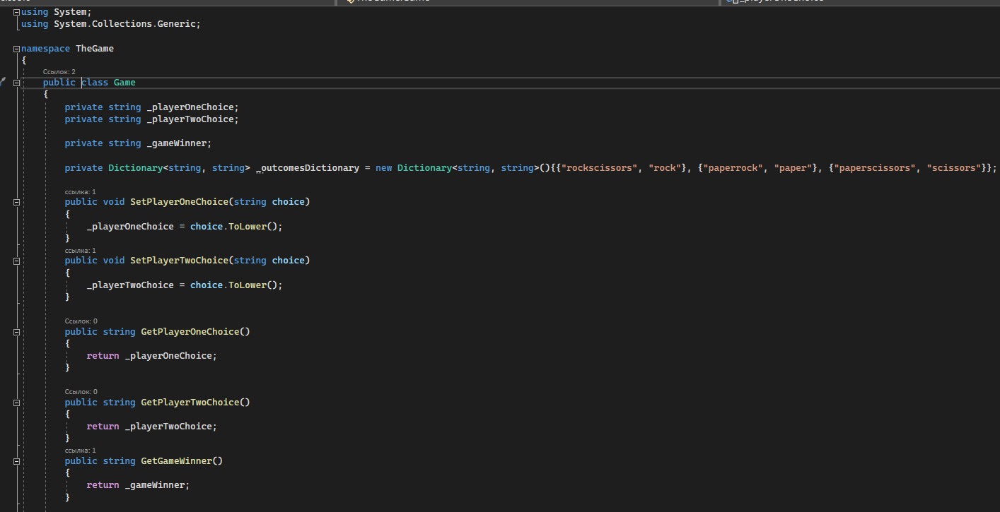 using System;
using System.Collections.Generic;
namespace TheGame
{
Ссылок: 2
public class Game
{
private string _playerOneChoice;
private string _playerTwoChoice;
private string _gameWinner;
private Dictionary<string, string> _outcomesDictionary = new Dictionary<string, string>(){{"rockscissors", "rock"}, {"paperrock", "paper"}, {"paperscissors", "scissors"}};
ссылка: 1
public void SetPlayerOneChoice(string choice)
{
_playerOneChoice = choice.ToLower();
}
ссылка: 1
public void SetPlayerTwoChoice(string choice)
{
_playerTwoChoice = choice.ToLower();
}
Ссылок: 0
public string GetPlayerOneChoice()
{
return _playerOneChoice;
}
Ссылок: 0
public string GetPlayerTwoChoice()
{
return _playerTwoChoice;
}
ссылка: 1
public string GetGameWinner()
{
return _gameWinner;
}